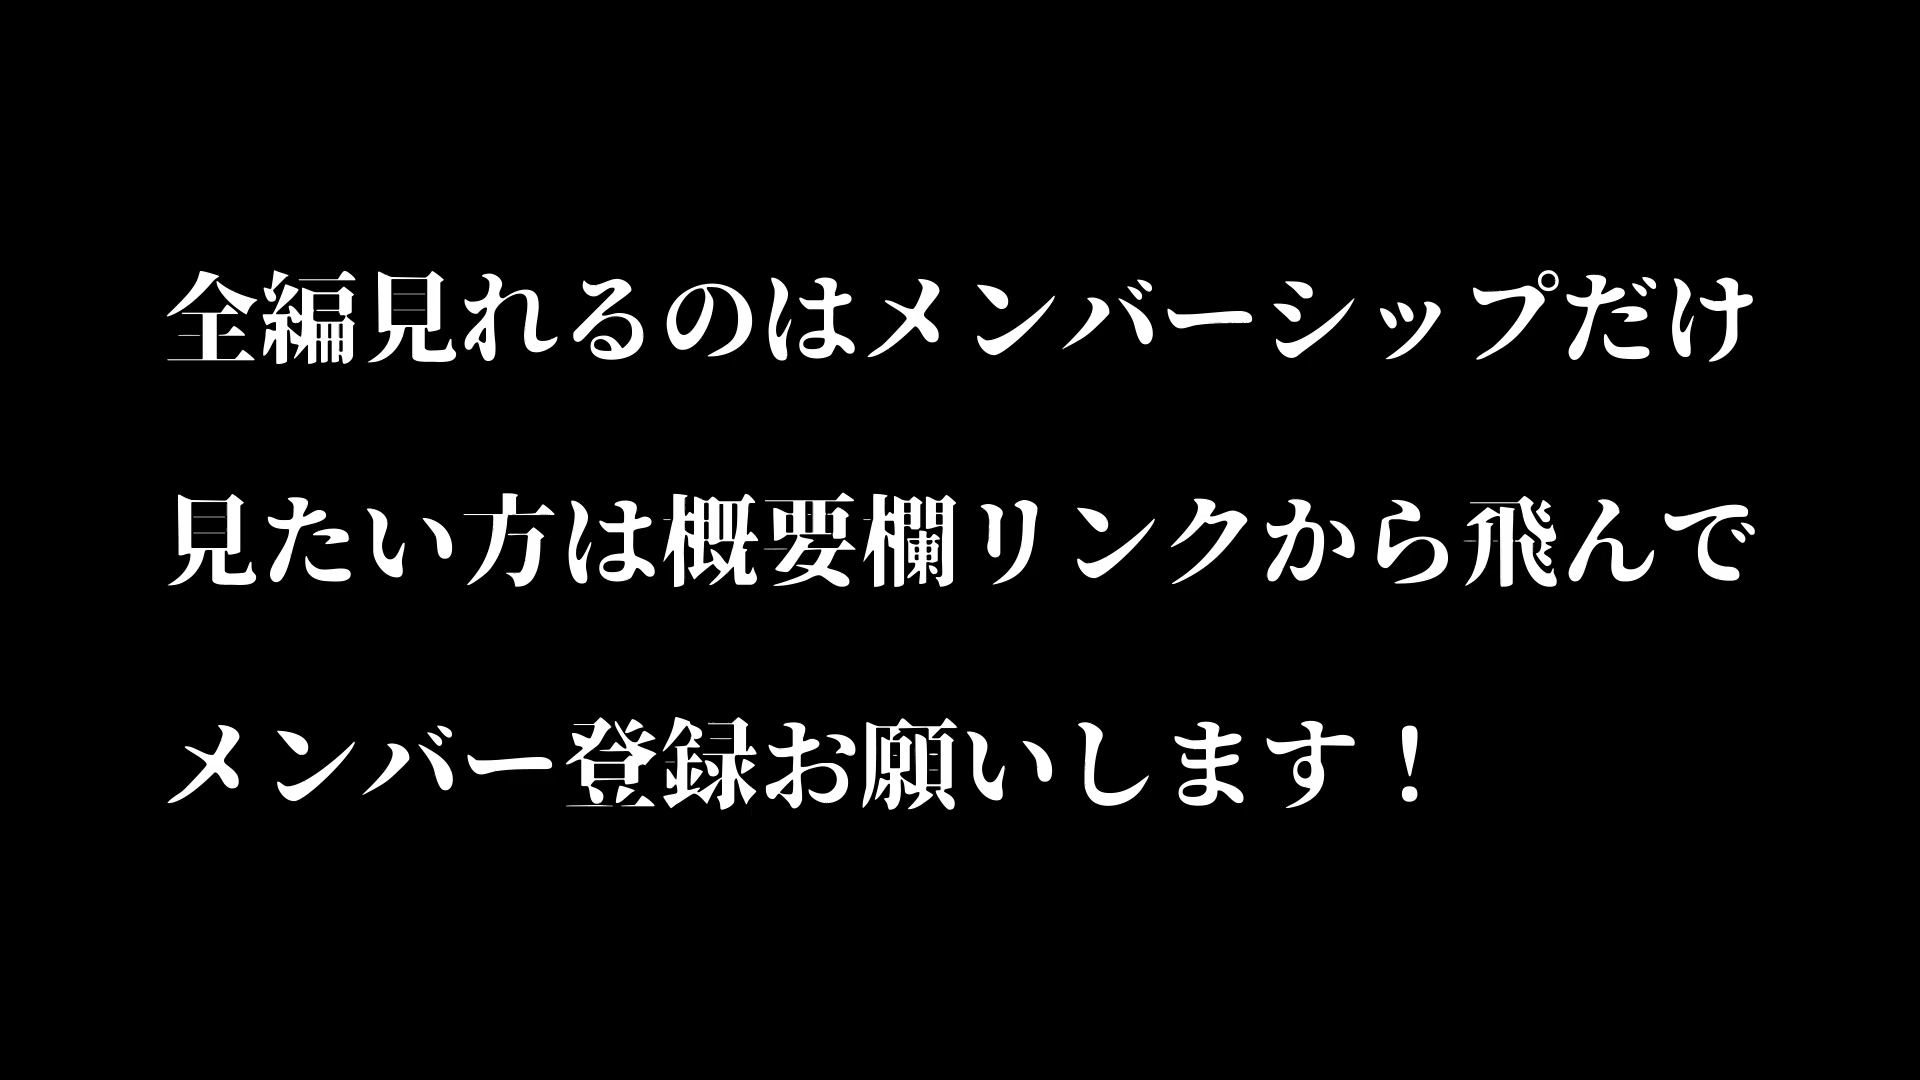 全編見れるのはメンバーシップだけ
見たい方は概要欄リンクから飛んで
メンバー登録お願いします！